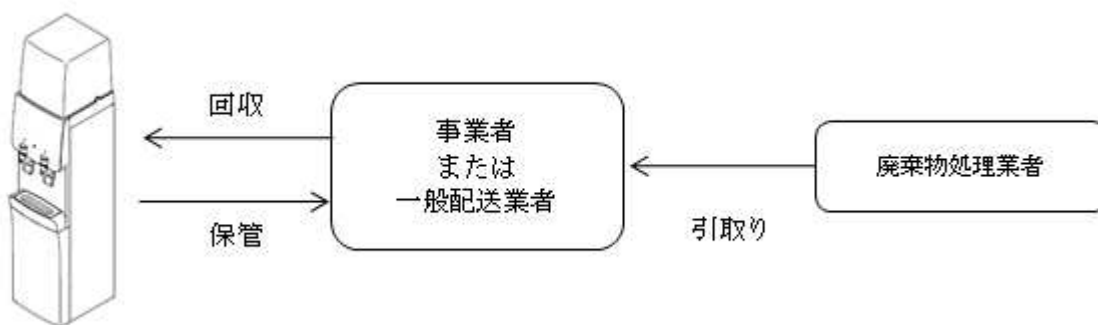 回収
保管
事業者
または
一般配送業者
引取り
廃棄物処理業者